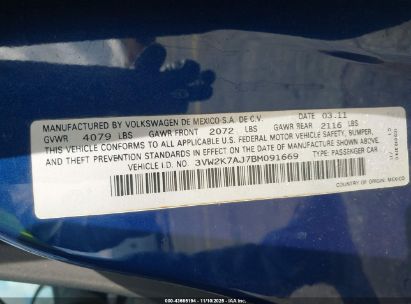 MANUFACTURED BY VOLKSWAGEN DE MEXICO S.A. DE C.V. DATE 03.11
GVWR 4079 LBS GAWR FRONT 2072 LBS GAWR REAR 2116 LBS
THIS VEHICLE CONFORMS TO ALL APPLICABLE U.S. FEDERAL MOTOR VEHICLE SAFETY, BUMPER,
AND THEFT PREVENTION STANDARDS IN EFFECT ON THE DATE OF MANUFACTURE SHOWN ABOVE.
VEHICLE I.D. NO.: 3VW2K7AJ7BM091669 TYPE: PASSENGER CAR
COUNTRY OF ORIGIN: MEXICO